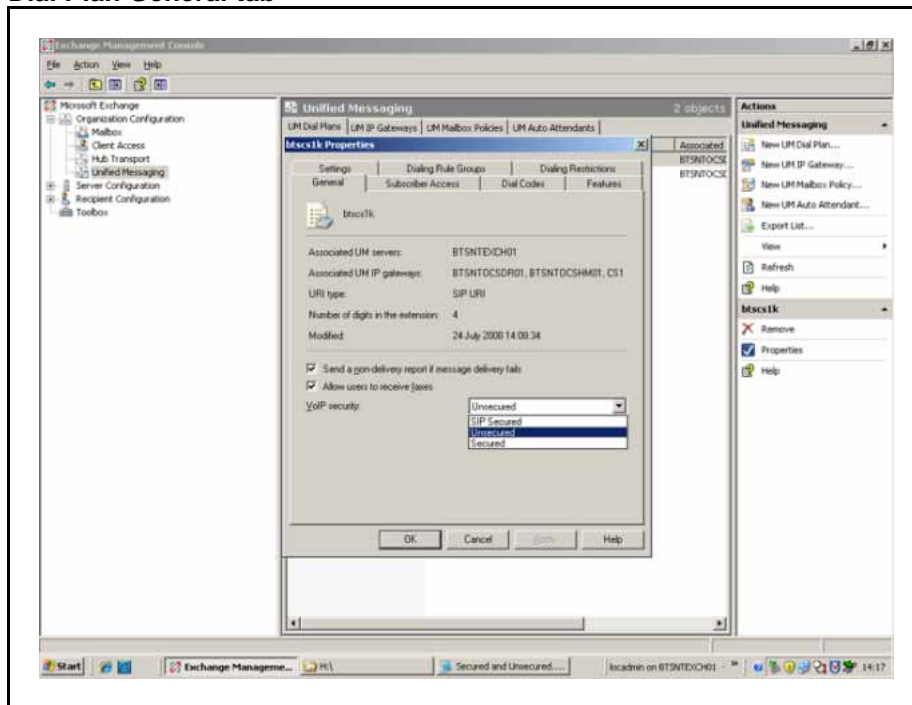 Dial Plan General tab
Exchange Management Console
File Action View Help
Microsoft Exchange
Organization Configuration
Mailbox
Client Access
Hub Transport
Unified Messaging
Server Configuration
Recipient Configuration
Toolbox
Unified Messaging 2 objects
UM Dial Plans UM IP Gateways UM Mailbox Policies UM Auto Attendants
Associated
BTSNTOCSD
BTSNTOCSD
btscs1k Properties
Settings Dialing Rule Groups Dialing Restrictions
General Subscriber Access Dial Codes Features
btscs1k
Associated UM servers: BTSNTEXCH01
Associated UM IP gateways: BTSNTOCSDR01, BTSNTOCSHM01, CS1
URI type: SIP URI
Number of digits in the extension: 4
Modified: 24 July 2008 14:09:34
Send a non-delivery report if message delivery fails
Allow users to receive faxes
VoIP security: Unsecured
SIP Secured
Unsecured
Secured
OK Cancel Apply Help
Actions
Unified Messaging
New UM Dial Plan...
New UM IP Gateway...
New UM Mailbox Policy...
New UM Auto Attendant...
Export List...
View
Refresh
Help
btscs1k
Remove
Properties
Help
Start Exchange Manageme... H:\ Secured and Unsecured.... locadmin on BTSNTEXCH01 14:17